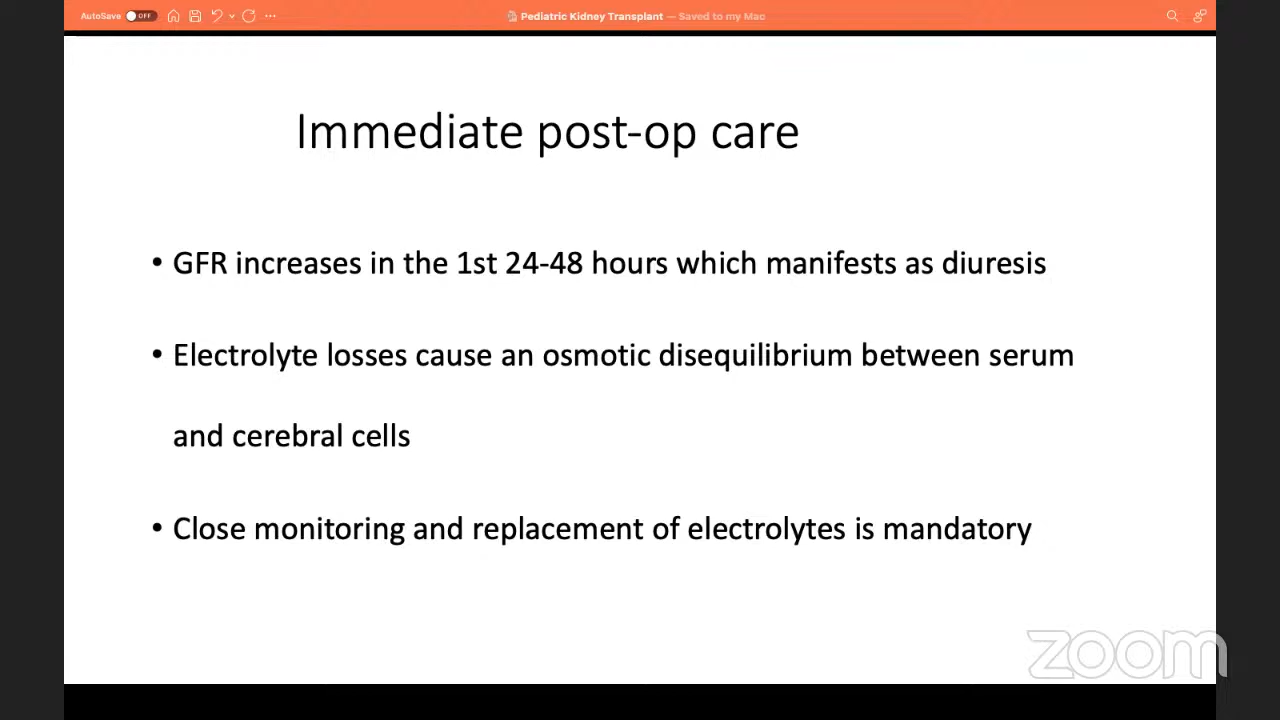 AutoSave OFF
Pediatric Kidney Transplant — Saved to my Mac
Immediate post-op care
• GFR increases in the 1st 24-48 hours which manifests as diuresis
• Electrolyte losses cause an osmotic disequilibrium between serum
and cerebral cells
• Close monitoring and replacement of electrolytes is mandatory
zoom